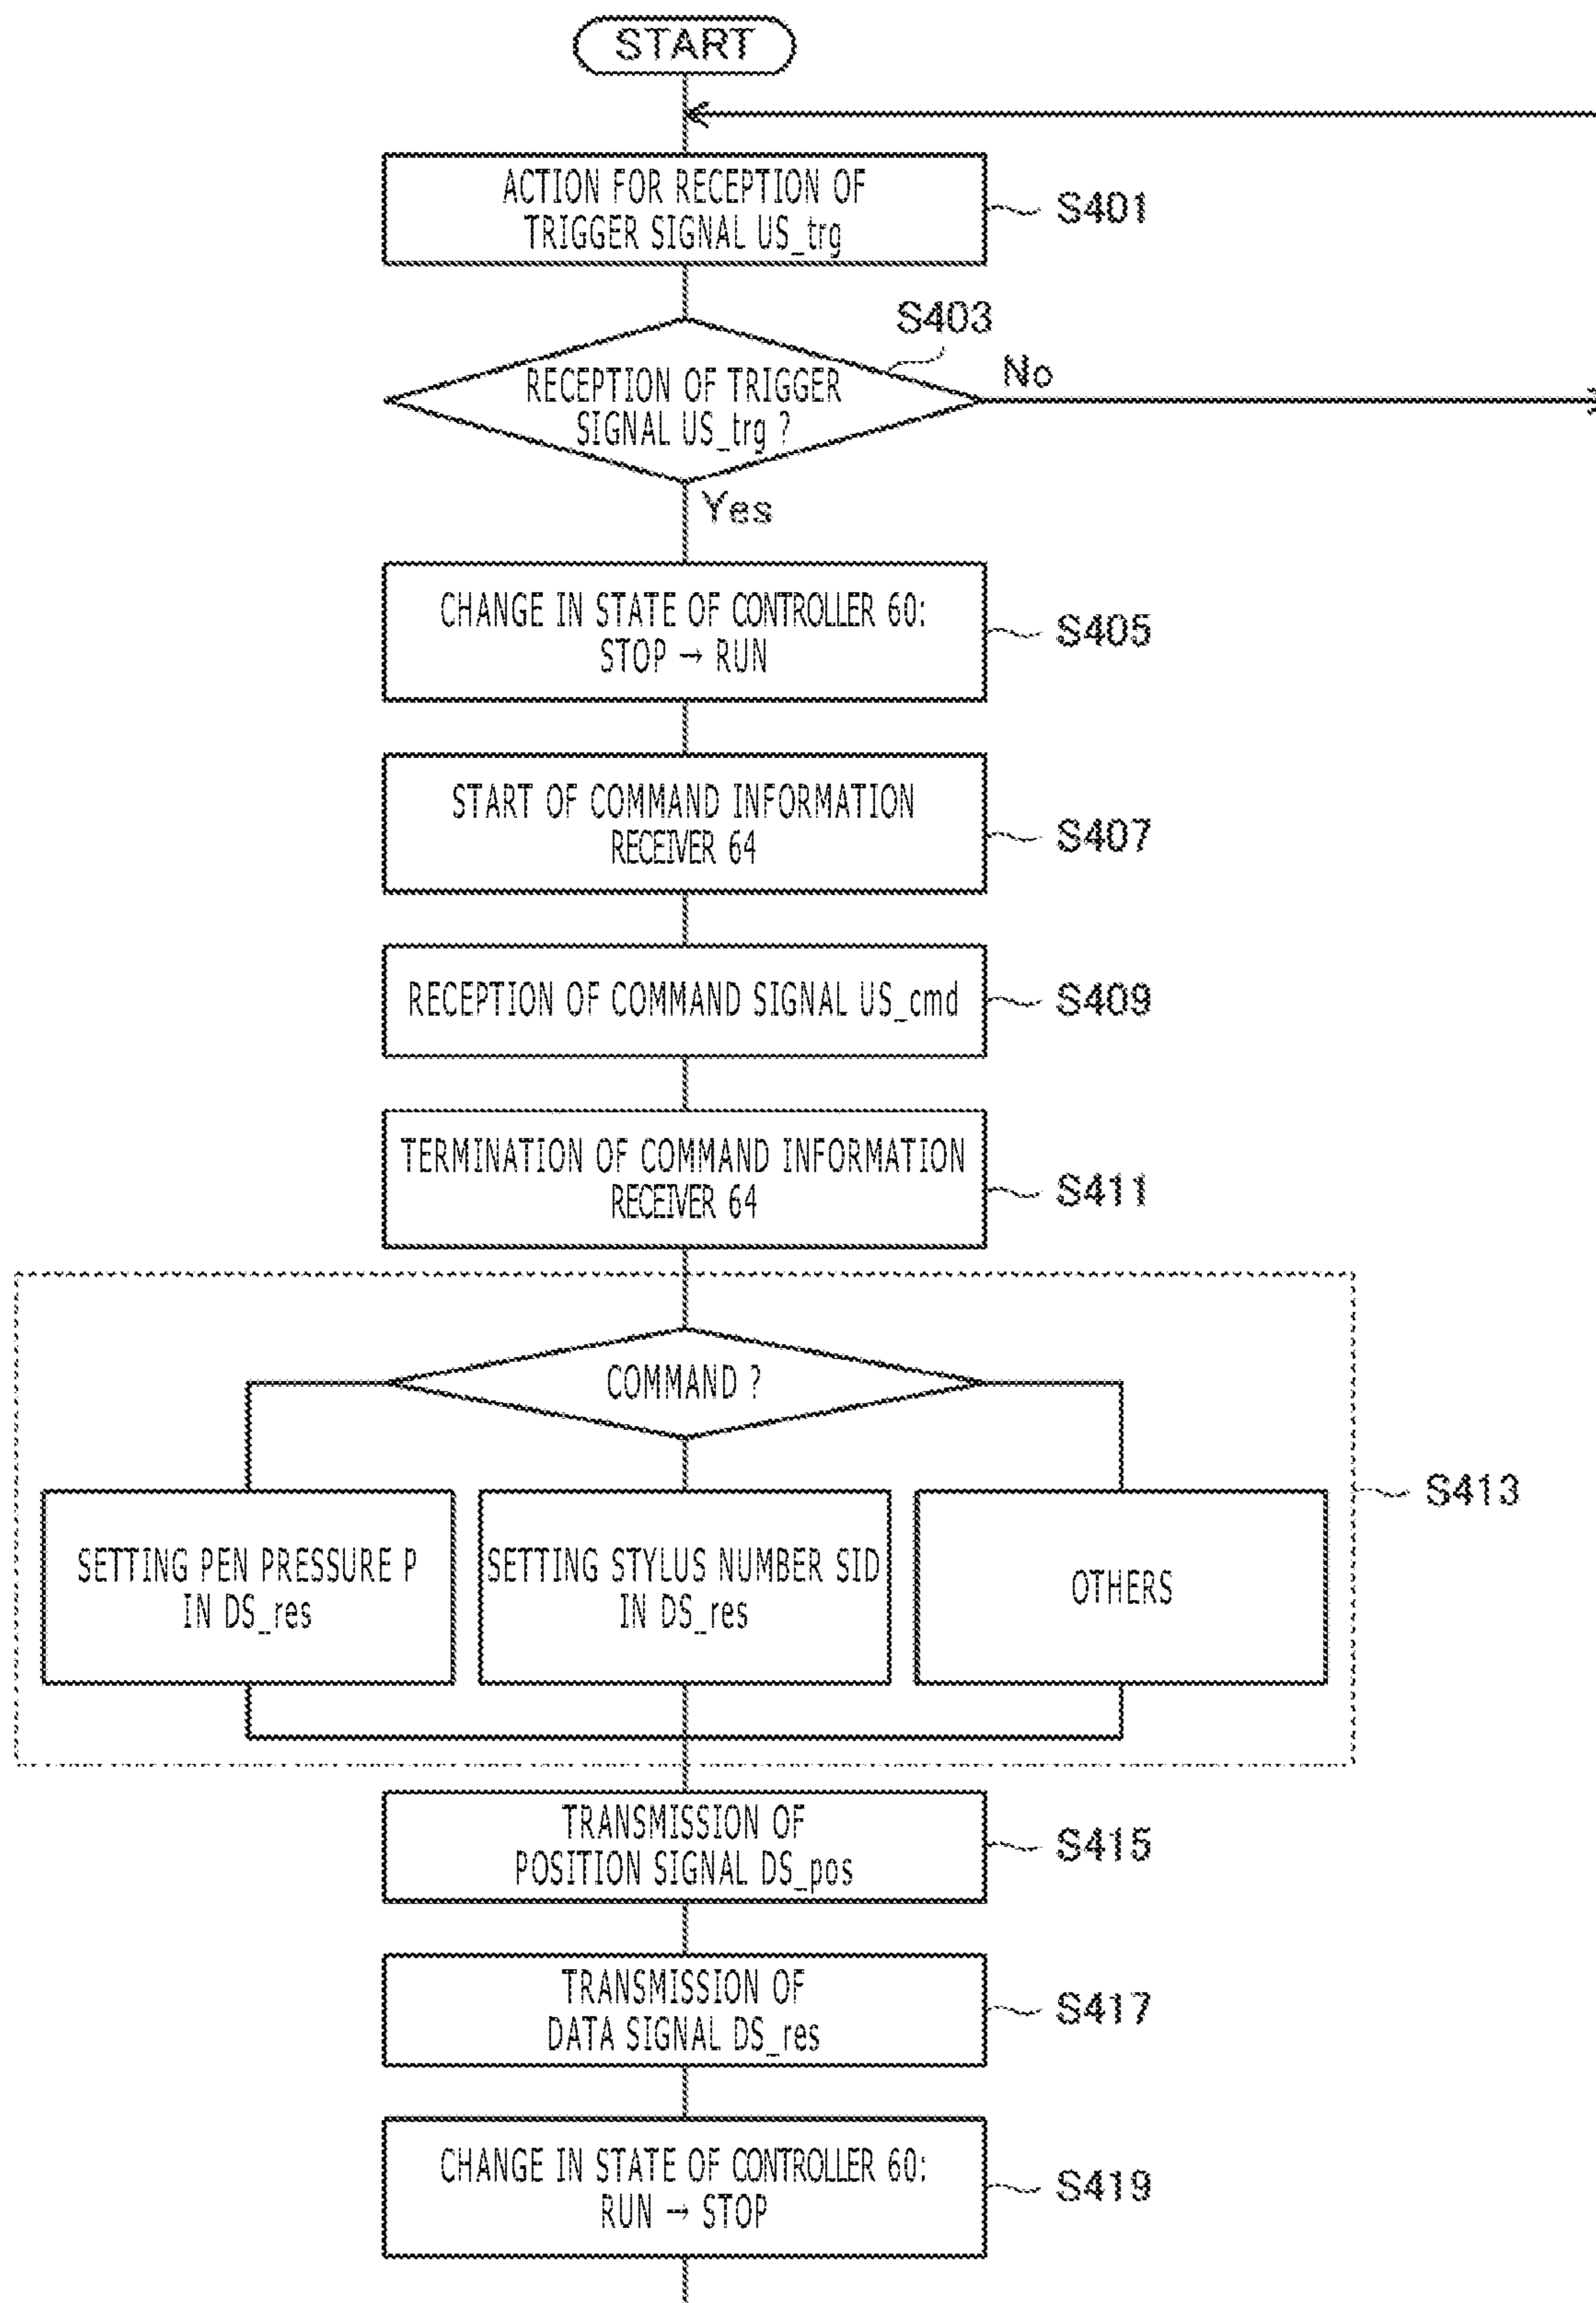 START
ACTION FOR RECEPTION OF
TRIGGER SIGNAL US_trg
S401
S403
RECEPTION OF TRIGGER
SIGNAL US_trg ?
No
Yes
CHANGE IN STATE OF CONTROLLER 60:
STOP → RUN
S405
START OF COMMAND INFORMATION
RECEIVER 64
S407
RECEPTION OF COMMAND SIGNAL US_cmd
S409
TERMINATION OF COMMAND INFORMATION
RECEIVER 64
S411
COMMAND ?
SETTING PEN PRESSURE P
IN DS_res
SETTING STYLUS NUMBER SID
IN DS_res
OTHERS
S413
TRANSMISSION OF
POSITION SIGNAL DS_pos
S415
TRANSMISSION OF
DATA SIGNAL DS_res
S417
CHANGE IN STATE OF CONTROLLER 60:
RUN → STOP
S419